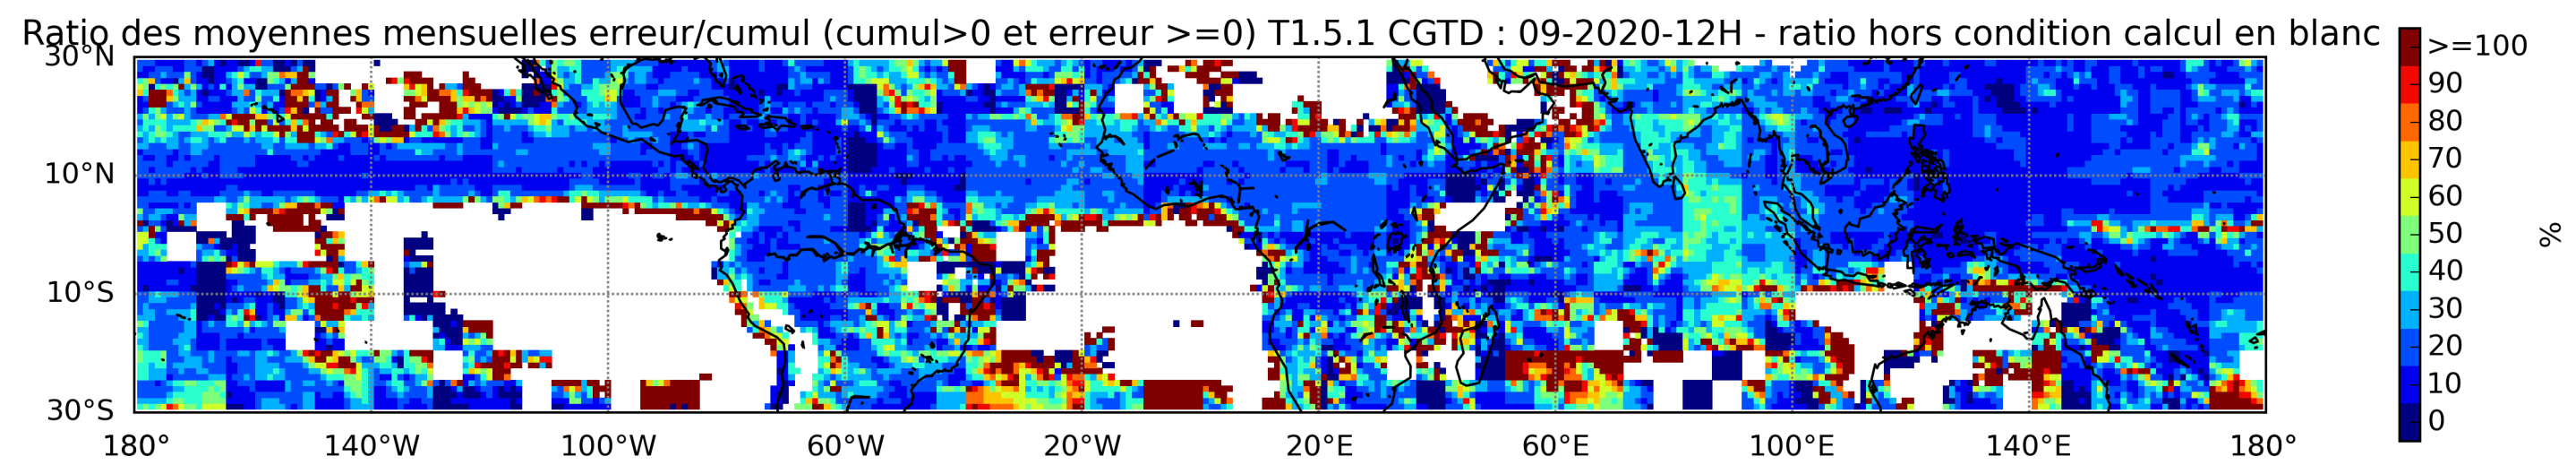 Ratio des moyennes mensuelles erreur/cumul (cumul>0 et erreur >=0) T1.5.1 CGTD : 09-2020-12H - ratio hors condition calcul en blanc
30°N
10°N
10°S
30°S
180°
140°W
100°W
60°W
20°W
20°E
60°E
100°E
140°E
180°
>=100
90
80
70
60
50
40
30
20
10
0
%